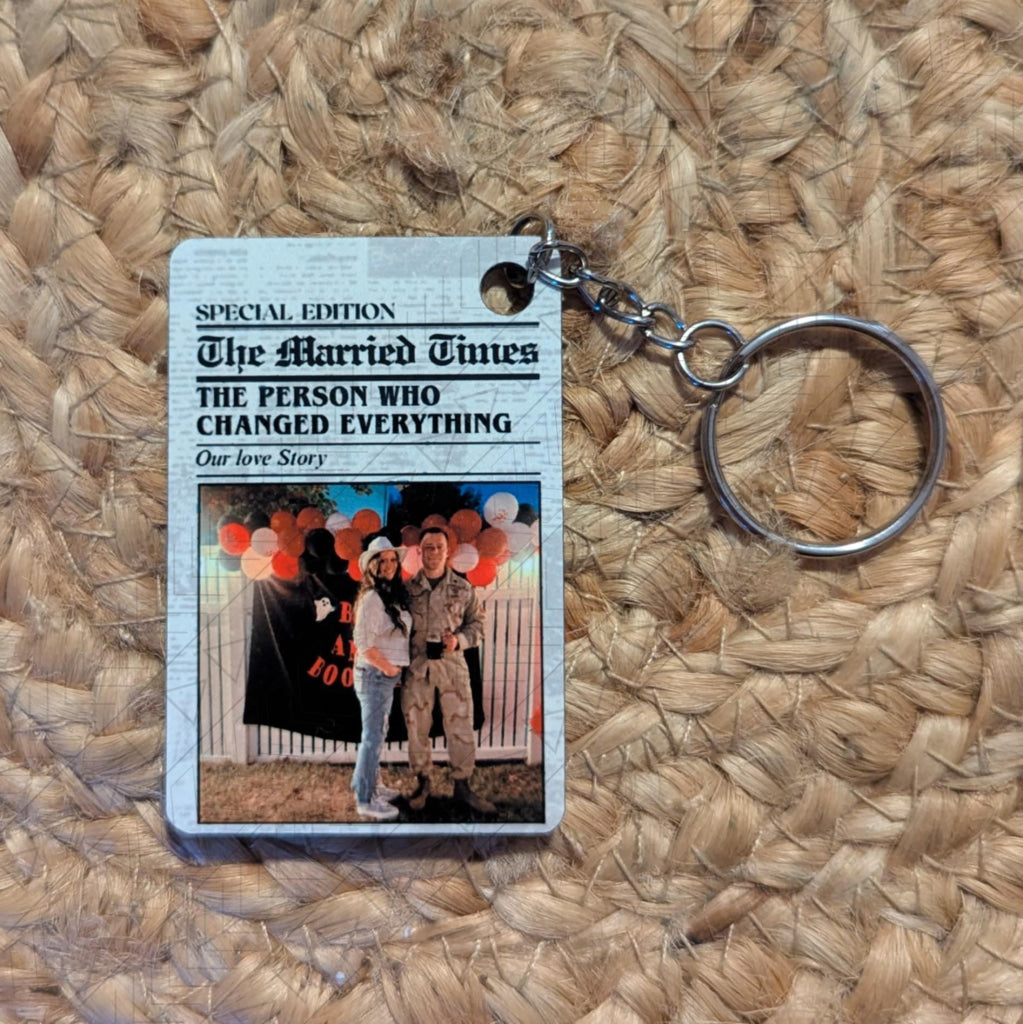 SPECIAL EDITION
The Married Times
THE PERSON WHO
CHANGED EVERYTHING
Our love Story